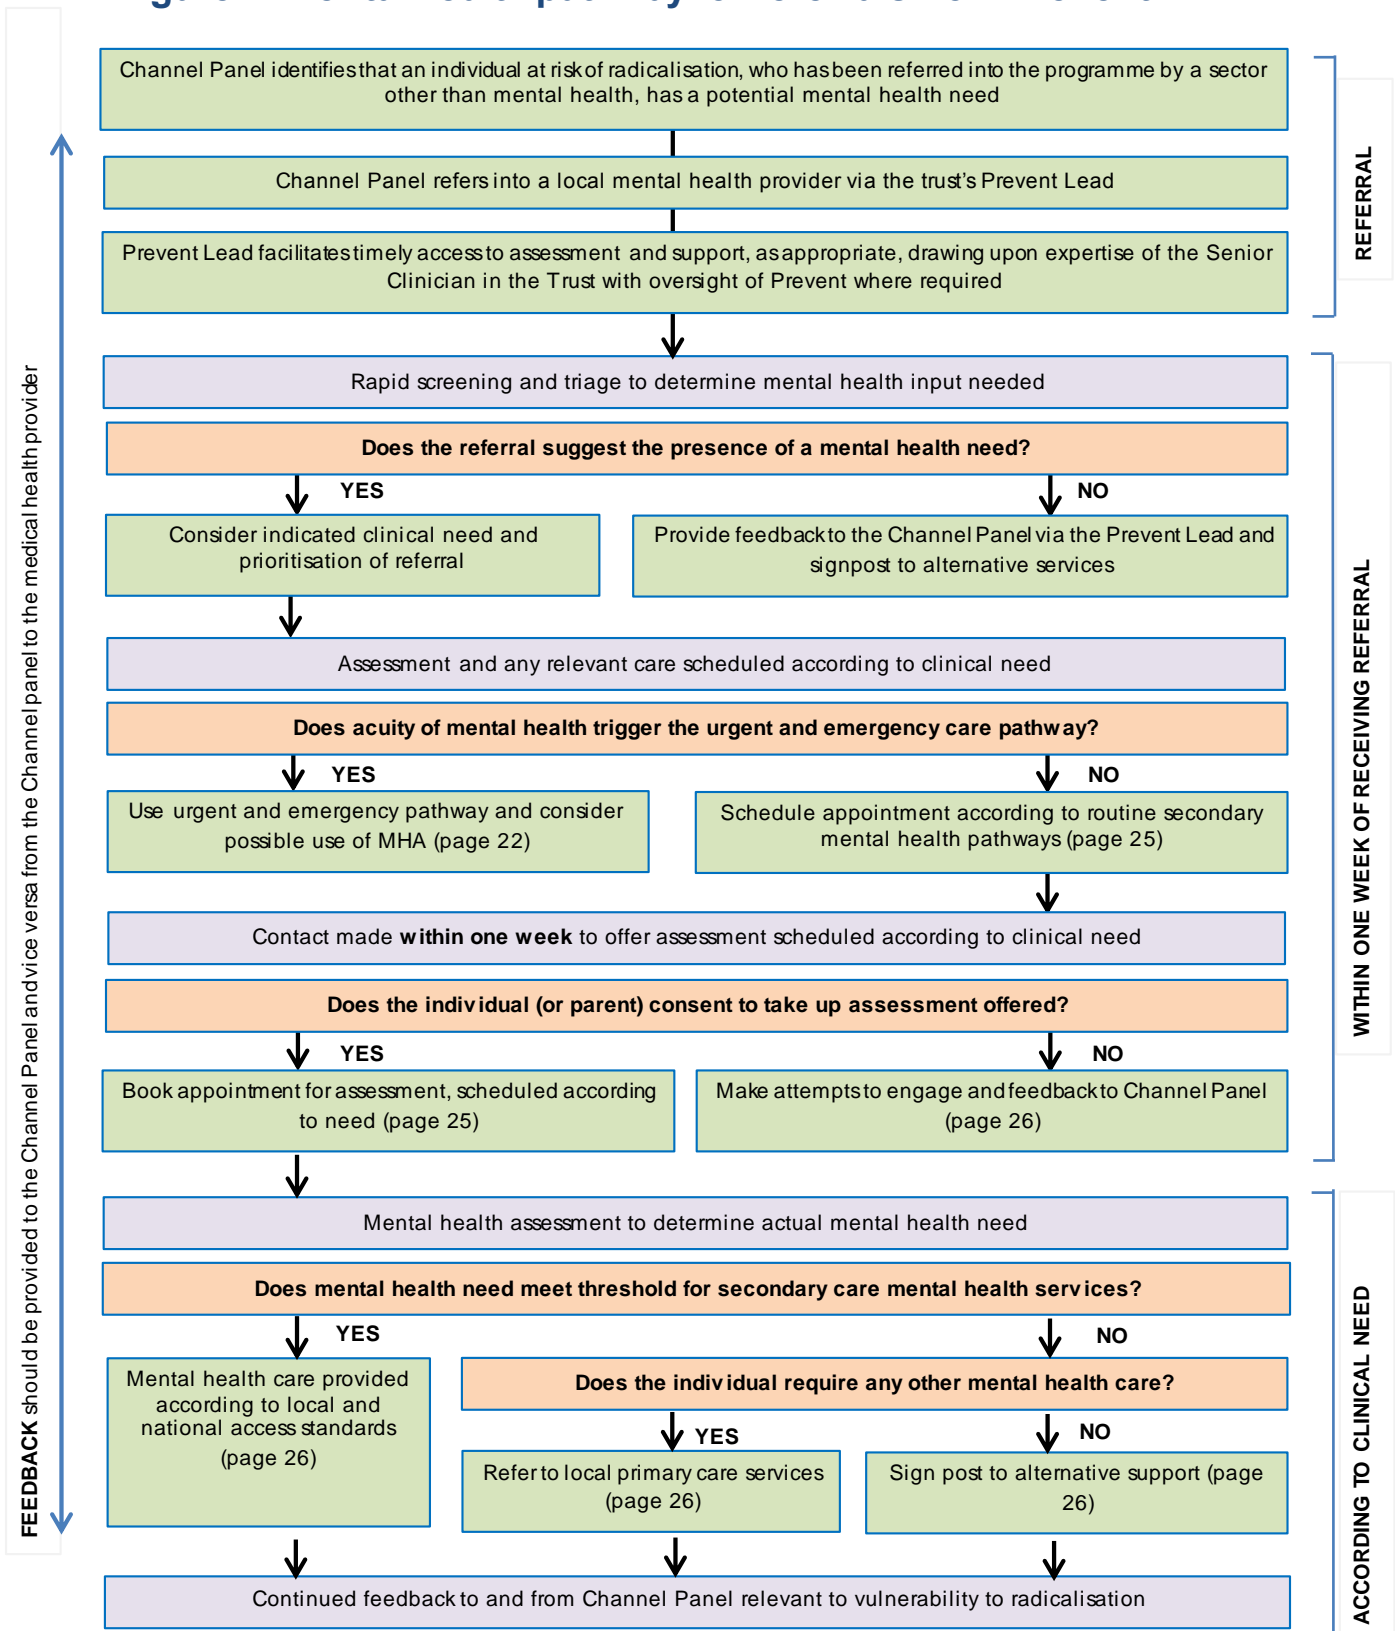 Channel Panel identifies that an individual at risk of radicalisation, who has been referred into the programme by a sector
other than mental health, has a potential mental health need
Channel Panel refers into a local mental health provider via the trust's Prevent Lead
Prevent Lead facilitates timely access to assessment and support, as appropriate, drawing upon expertise of the Senior
Clinician in the Trust with oversight of Prevent where required
REFERRAL
Rapid screening and triage to determine mental health input needed
Does the referral suggest the presence of a mental health need?
YES
NO
Consider indicated clinical need and
prioritisation of referral
Provide feedback to the Channel Panel via the Prevent Lead and
signpost to alternative services
Assessment and any relevant care scheduled according to clinical need
Does acuity of mental health trigger the urgent and emergency care pathway?
YES
NO
Use urgent and emergency pathway and consider
possible use of MHA (page 22)
Schedule appointment according to routine secondary
mental health pathways (page 25)
Contact made within one week to offer assessment scheduled according to clinical need
Does the individual (or parent) consent to take up assessment offered?
YES
NO
Book appointment for assessment, scheduled according
to need (page 25)
Make attempts to engage and feedback to Channel Panel
(page 26)
WITHIN ONE WEEK OF RECEIVING REFERRAL
Mental health assessment to determine actual mental health need
Does mental health need meet threshold for secondary care mental health services?
YES
NO
Mental health care provided
according to local and
national access standards
(page 26)
Does the individual require any other mental health care?
YES
NO
Refer to local primary care services
(page 26)
Sign post to alternative support (page
26)
Continued feedback to and from Channel Panel relevant to vulnerability to radicalisation
ACCORDING TO CLINICAL NEED
FEEDBACK should be provided to the Channel Panel and vice versa from the Channel panel to the medical health provider